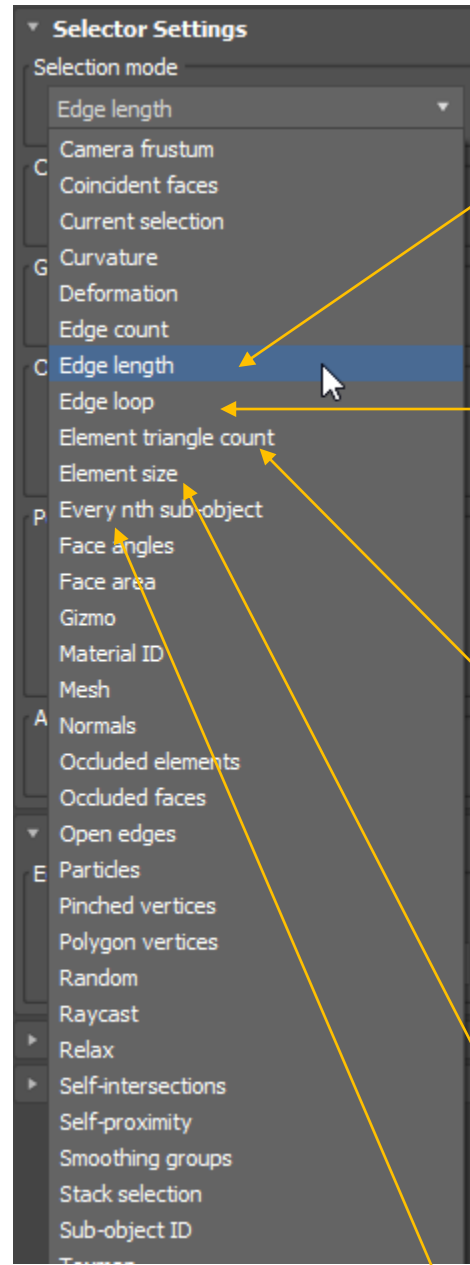 Selector Settings
Selection mode
Edge length
Camera frustum
Coincident faces
Current selection
Curvature
Deformation
Edge count
Edge length
Edge loop
Element triangle count
Element size
Every nth sub-object
Face angles
Face area
Gizmo
Material ID
Mesh
Normals
Occluded elements
Occluded faces
Open edges
Particles
Pinched vertices
Polygon vertices
Random
Raycast
Relax
Self-intersections
Self-proximity
Smoothing groups
Stack selection
Sub-object ID